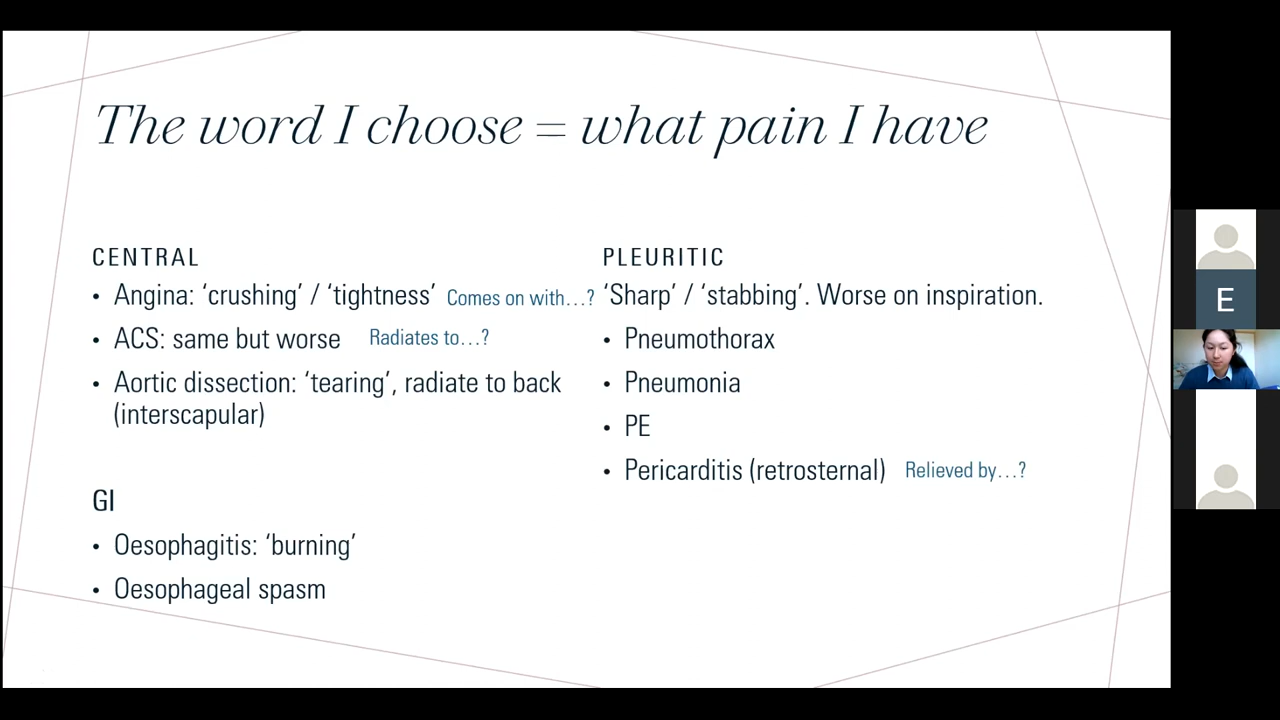 The word I choose = what pain I have
CENTRAL
• Angina: ‘crushing’ / ‘tightness’ Comes on with…?
• ACS: same but worse Radiates to…?
• Aortic dissection: ‘tearing’, radiate to back
(interscapular)
GI
• Oesophagitis: ‘burning’
• Oesophageal spasm
PLEURITIC
‘Sharp’ / ‘stabbing’. Worse on inspiration.
• Pneumothorax
• Pneumonia
• PE
• Pericarditis (retrosternal) Relieved by…?
E